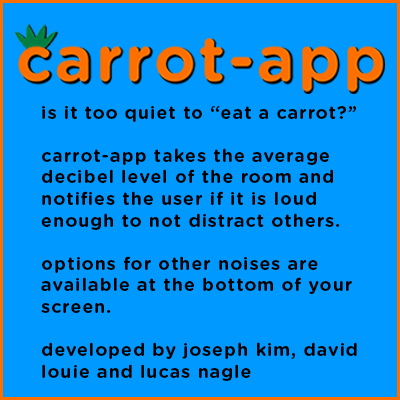 carrot-app
is it too quiet to “eat a carrot?”
carrot-app takes the average
decibel level of the room and
notifies the user if it is loud
enough to not distract others.
options for other noises are
available at the bottom of your
screen.
developed by joseph kim, david
louie and lucas nagle